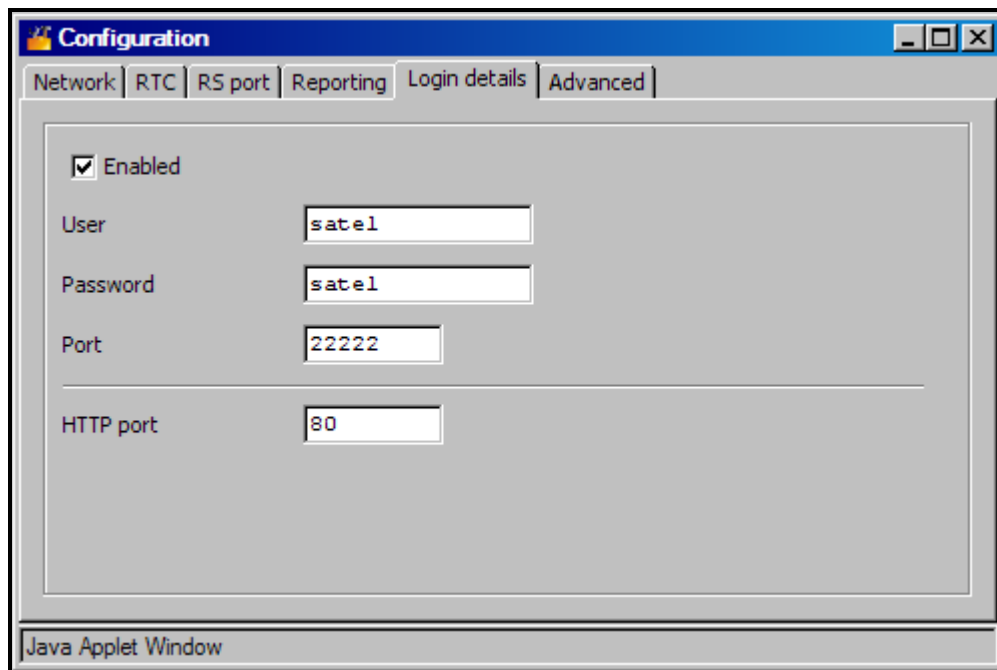 Configuration
Network RTC RS port Reporting Login details Advanced
Enabled
User satel
Password satel
Port 22222
HTTP port 80
Java Applet Window